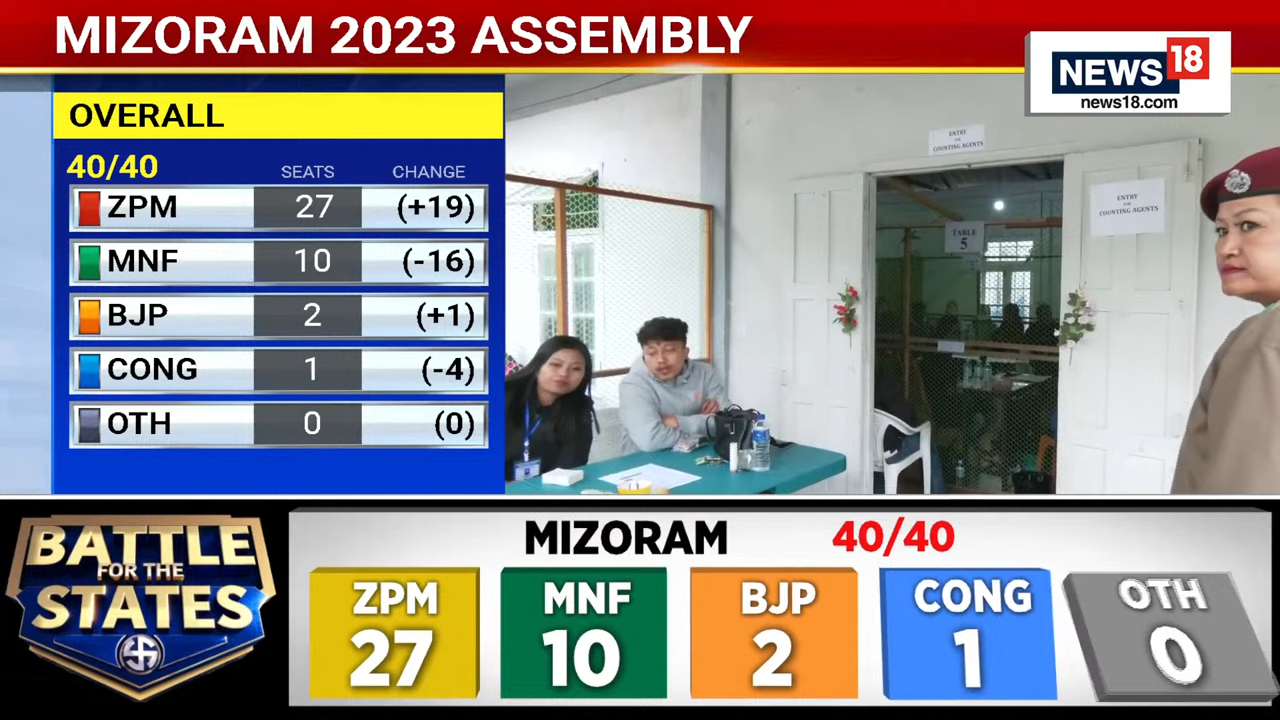 MIZORAM 2023 ASSEMBLY
NEWS 18
news18.com
OVERALL
40/40 SEATS CHANGE
ZPM 27 (+19)
MNF 10 (-16)
BJP 2 (+1)
CONG 1 (-4)
OTH 0 (0)
ENTRY
FOR
COUNTING AGENTS
ENTRY
FOR
COUNTING AGENTS
TABLE
5
BATTLE
FOR THE
STATES
MIZORAM 40/40
ZPM MNF BJP CONG OTH
27 10 2 1 0